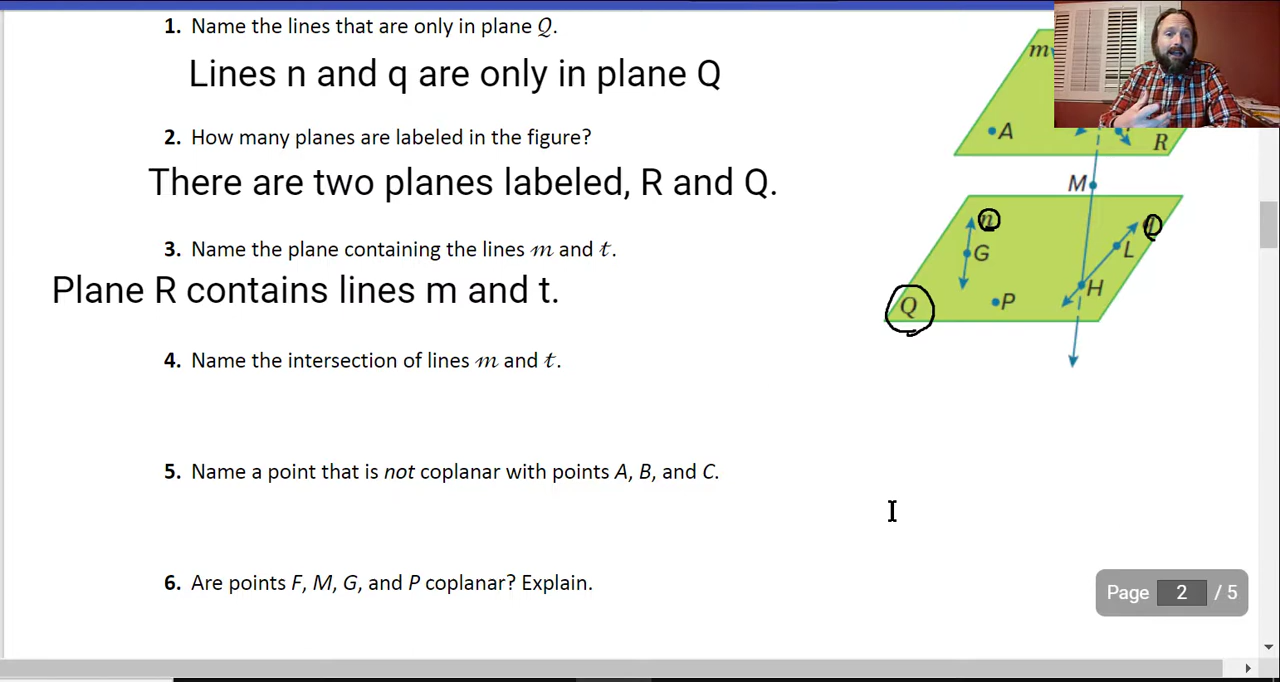 1. Name the lines that are only in plane Q.
Lines n and q are only in plane Q
2. How many planes are labeled in the figure?
There are two planes labeled, R and Q.
3. Name the plane containing the lines m and t.
Plane R contains lines m and t.
4. Name the intersection of lines m and t.
5. Name a point that is not coplanar with points A, B, and C.
6. Are points F, M, G, and P coplanar? Explain.
m
A
R
M
n
G
L
H
Q
P
Page 2 / 5